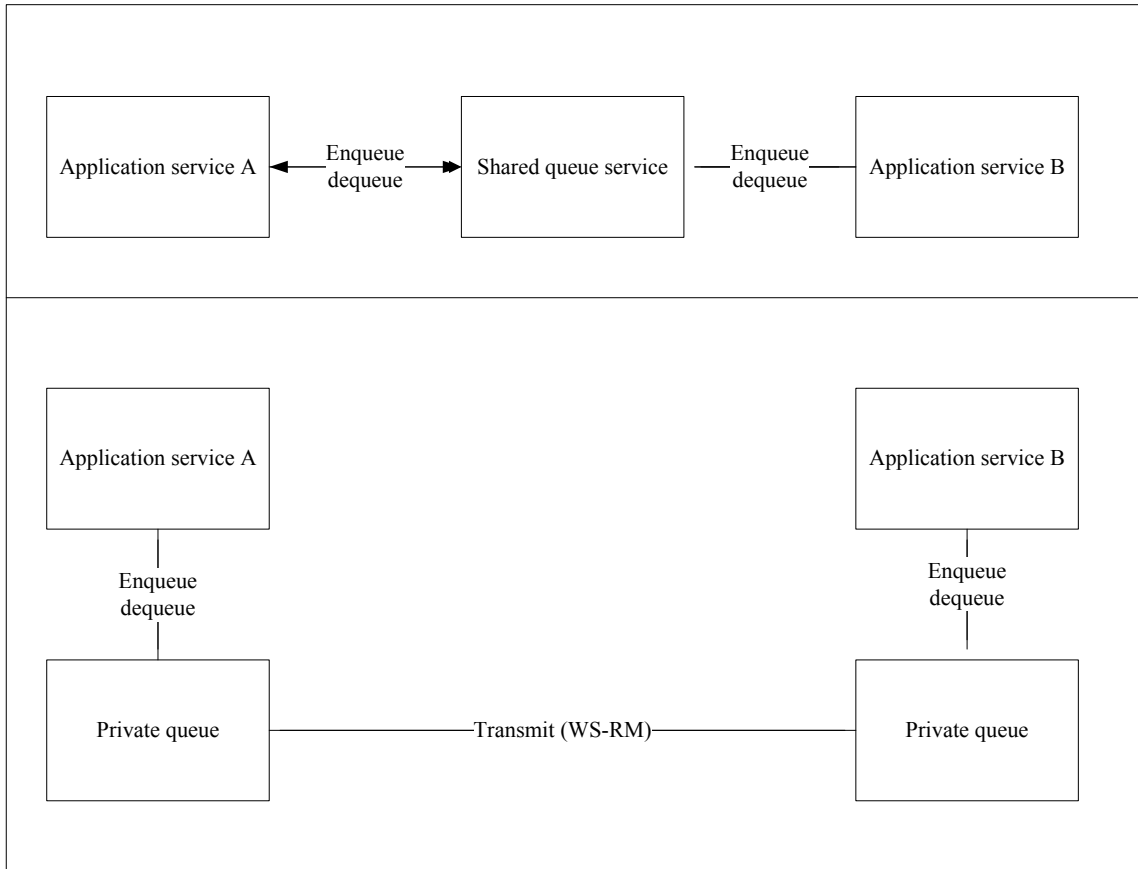 Application service A
Enqueue
dequeue
Shared queue service
Enqueue
dequeue
Application service B
Application service A
Application service B
Enqueue
dequeue
Enqueue
dequeue
Private queue
Transmit (WS-RM)
Private queue